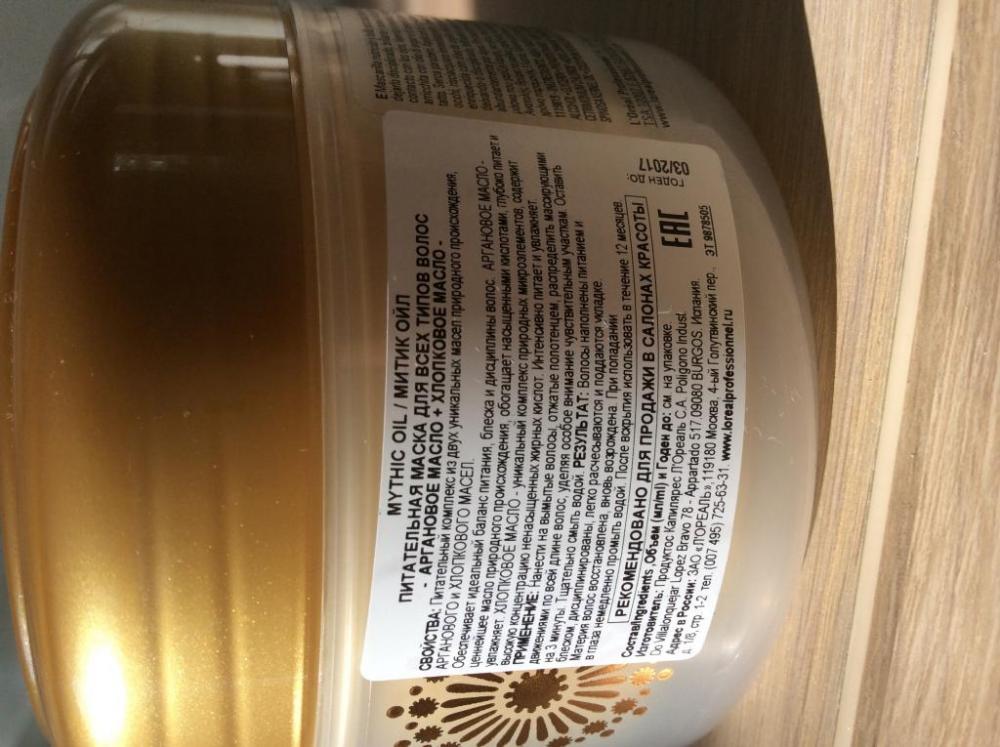 MYTHIC OIL / МИТИК ОЙЛ
ПИТАТЕЛЬНАЯ МАСКА ДЛЯ ВСЕХ ТИПОВ ВОЛОС
- АРГАНОВОЕ МАСЛО + ХЛОПКОВОЕ МАСЛО -
СВОЙСТВА: Питательный комплекс из двух уникальных масел природного происхождения,
АРГАНОВОГО и ХЛОПКОВОГО МАСЕЛ.
Обеспечивает идеальный баланс питания, блеска и дисциплины волос. АРГАНОВОЕ МАСЛО -
ценнейшее масло природного происхождения, обогащает насыщенными кислотами, глубоко питает и
увлажняет. ХЛОПКОВОЕ МАСЛО - уникальный комплекс природных микроэлементов, содержит
высокую концентрацию ненасыщенных жирных кислот. Интенсивно питает и увлажняет.
ПРИМЕНЕНИЕ: Нанести на вымытые волосы, отжатые полотенцем, распределить массирующими
движениями по всей длине волос, уделяя особое внимание чувствительным участкам. Оставить
на 3 минуты. Тщательно смыть водой. РЕЗУЛЬТАТ: Волосы наполнены питанием и
блеском, дисциплинированы, легко расчесываются и поддаются укладке.
Материя волос восстановлена, вновь возрождена. При попадании
в глаза немедленно промыть водой. После вскрытия использовать в течение 12 месяцев
РЕКОМЕНДОВАНО ДЛЯ ПРОДАЖИ В САЛОНАХ КРАСОТЫ
Состав/Ingredients, Объем (мл/ml) и Годен до: см. на упаковке.
Изготовитель: Продуктос Капилярес Л'Ореаль С.А. Poligono Indust.
Do Villalonquejar, Lopez Bravo 78 - Appartado 517,09080 BURGOS. Испания.
Адрес в России: ЗАО «Л'ОРЕАЛЬ», 119180 Москва, 4-ый Голутвинский пер.,
д. 1/8, стр. 1-2. тел. (007 495) 725-63-31. www.lorealprofessionnel.ru
ГОДЕН ДО:
03/2017
EAC
ЭТ 9878505